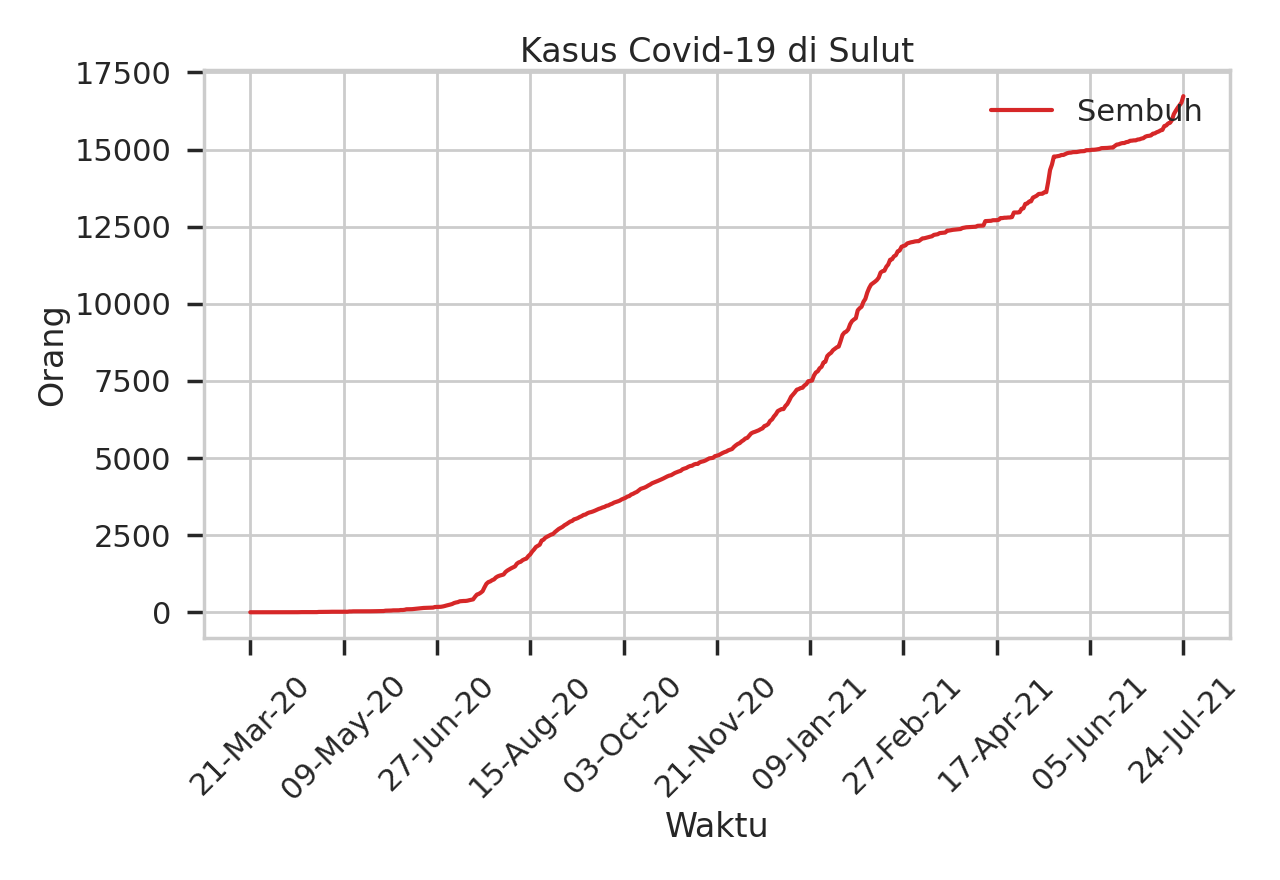 Kasus Covid-19 di Sulut
17500
15000
12500
10000
7500
5000
2500
0
Orang
Sembuh
21-Mar-20
09-May-20
27-Jun-20
15-Aug-20
03-Oct-20
21-Nov-20
09-Jan-21
27-Feb-21
17-Apr-21
05-Jun-21
24-Jul-21
Waktu